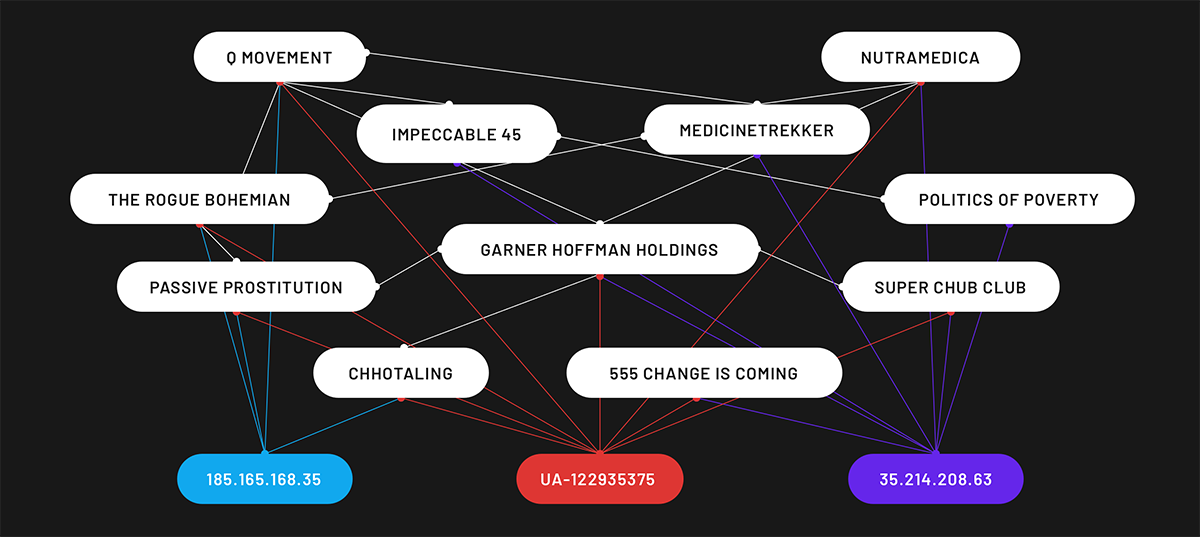 Q MOVEMENT
NUTRAMEDICA
IMPECCABLE 45
MEDICINETREKKER
THE ROGUE BOHEMIAN
POLITICS OF POVERTY
GARNER HOFFMAN HOLDINGS
PASSIVE PROSTITUTION
SUPER CHUB CLUB
CHHOTALING
555 CHANGE IS COMING
185.165.168.35
UA-122935375
35.214.208.63